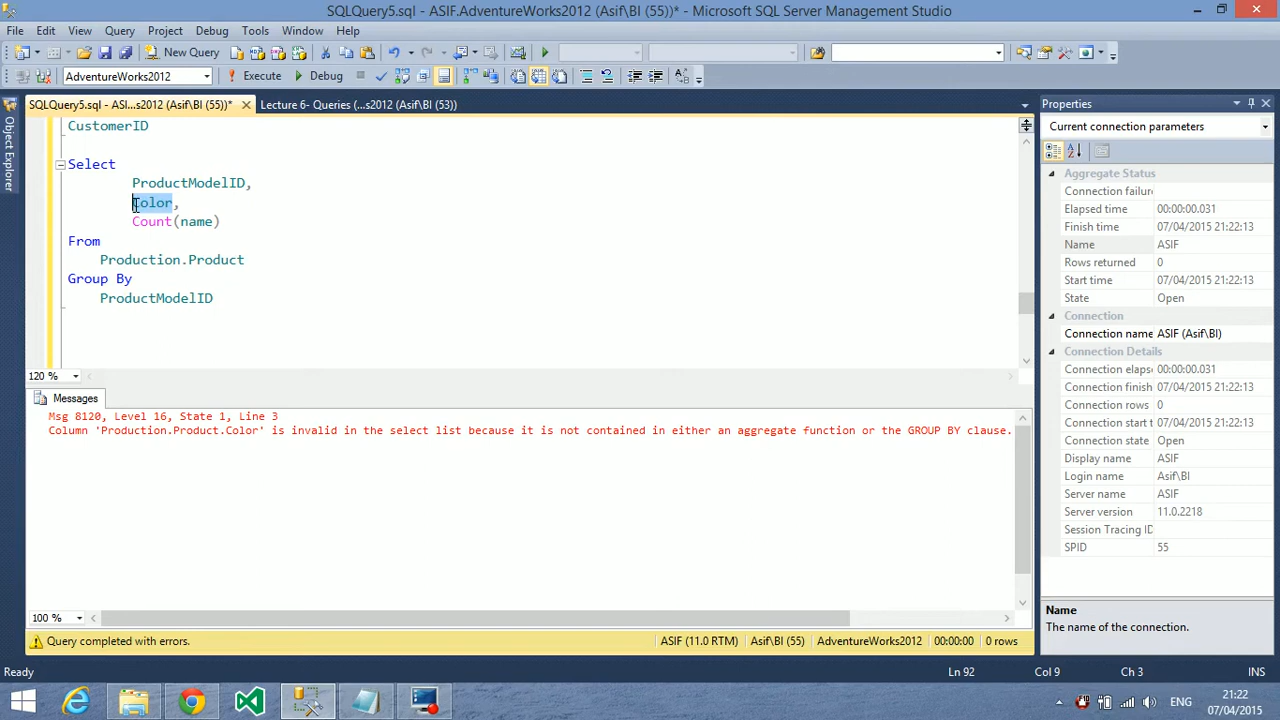 SQLQuery5.sql - ASIF.AdventureWorks2012 (Asif\BI (55))* - Microsoft SQL Server Management Studio
File Edit View Query Project Debug Tools Window Help
New Query
AdventureWorks2012 Execute Debug
SQLQuery5.sql - ASI...s2012 (Asif\BI (55))* Lecture 6- Queries (...s2012 (Asif\BI (53))
Object Explorer
CustomerID
Select
ProductModelID,
Color,
Count(name)
From
Production.Product
Group By
ProductModelID
120 %
Messages
Msg 8120, Level 16, State 1, Line 3
Column 'Production.Product.Color' is invalid in the select list because it is not contained in either an aggregate function or the GROUP BY clause.
100 %
Query completed with errors. ASIF (11.0 RTM) Asif\BI (55) AdventureWorks2012 00:00:00 0 rows
Properties
Current connection parameters
Aggregate Status
Connection failure
Elapsed time 00:00:00.031
Finish time 07/04/2015 21:22:13
Name ASIF
Rows returned 0
Start time 07/04/2015 21:22:13
State Open
Connection
Connection name ASIF (Asif\BI)
Connection Details
Connection elaps 00:00:00.031
Connection finish 07/04/2015 21:22:13
Connection rows 0
Connection start t 07/04/2015 21:22:13
Connection state Open
Display name ASIF
Login name Asif\BI
Server name ASIF
Server version 11.0.2218
Session Tracing ID
SPID 55
Name
The name of the connection.
Ready Ln 92 Col 9 Ch 3 INS
ENG 21:22
07/04/2015